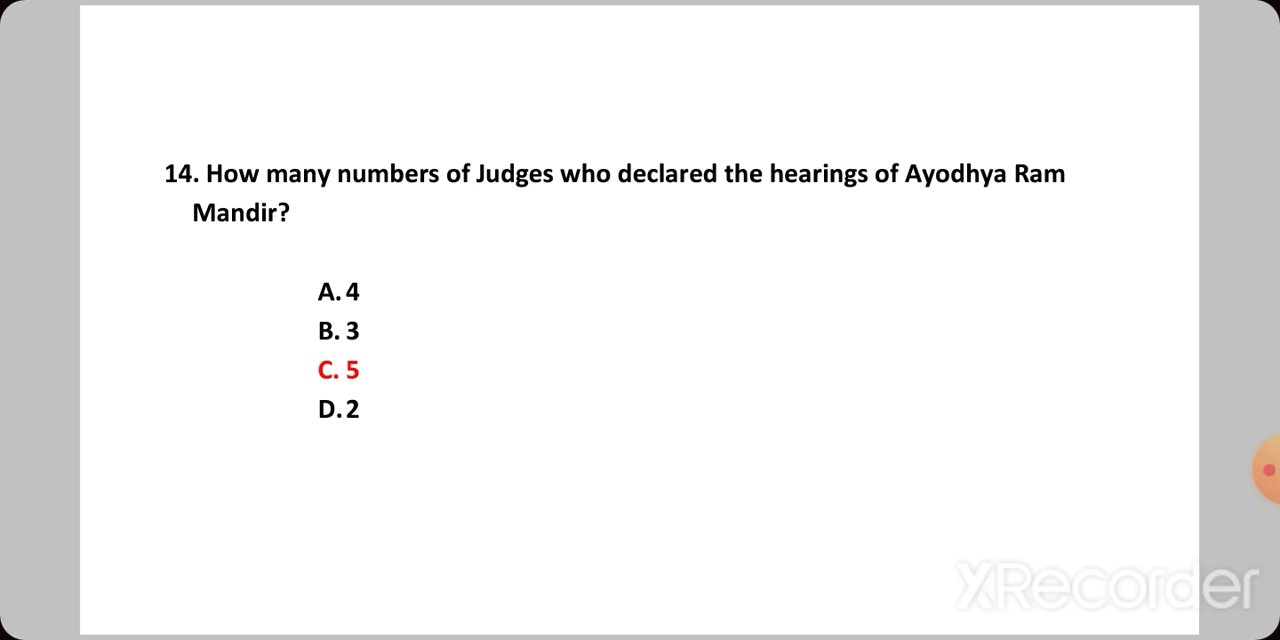 14. How many numbers of Judges who declared the hearings of Ayodhya Ram
Mandir?
A. 4
B. 3
C. 5
D. 2
XRecorder